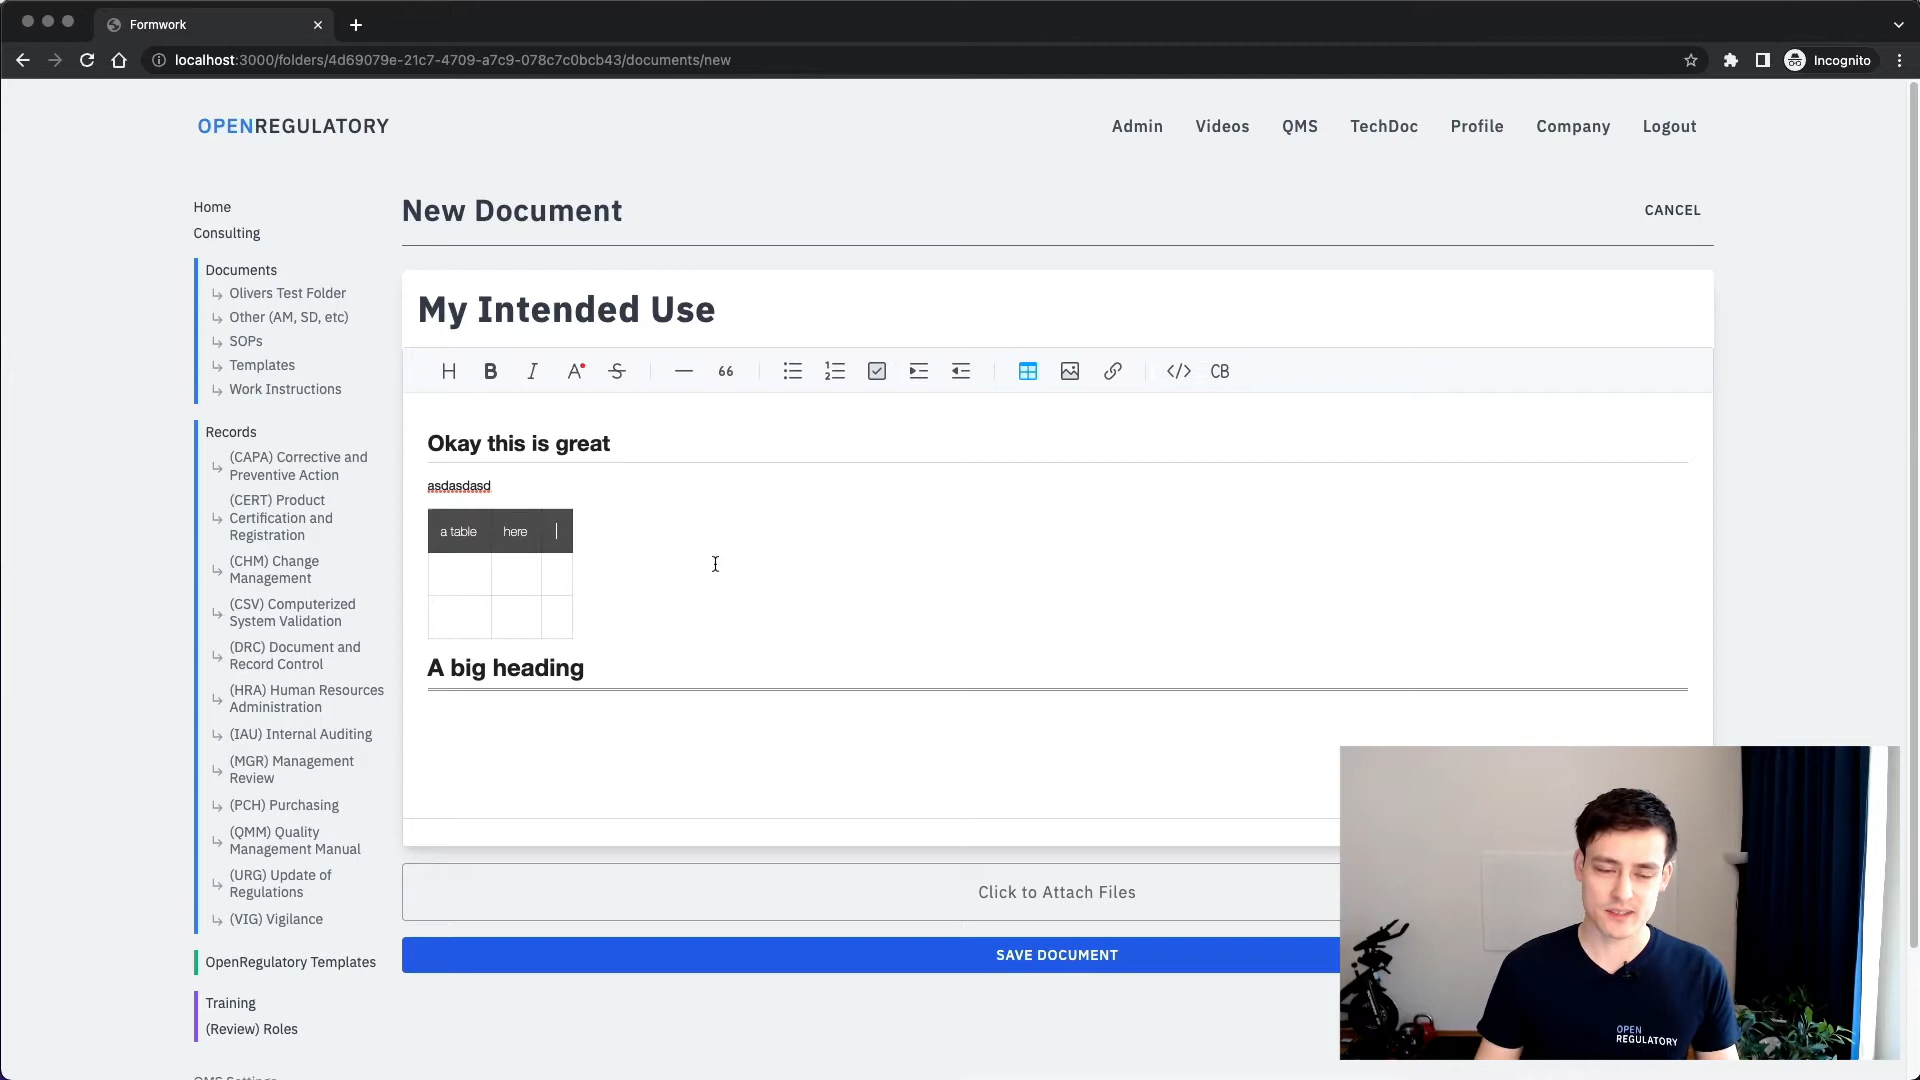 Formwork
localhost:3000/folders/4d69079e-21c7-4709-a7c9-078c7c0bcb43/documents/new
Incognito
OPENREGULATORY
Admin Videos QMS TechDoc Profile Company Logout
Home
Consulting
Documents
Olivers Test Folder
Other (AM, SD, etc)
SOPs
Templates
Work Instructions
Records
(CAPA) Corrective and
Preventive Action
(CERT) Product
Certification and
Registration
(CHM) Change
Management
(CSV) Computerized
System Validation
(DRC) Document and
Record Control
(HRA) Human Resources
Administration
(IAU) Internal Auditing
(MGR) Management
Review
(PCH) Purchasing
(QMM) Quality
Management Manual
(URG) Update of
Regulations
(VIG) Vigilance
OpenRegulatory Templates
Training
(Review) Roles
QMS Settings
New Document
CANCEL
My Intended Use
H B I A S 66 CB
Okay this is great
asdasdasd
a table here
A big heading
Click to Attach Files
SAVE DOCUMENT
OPEN
REGULATORY